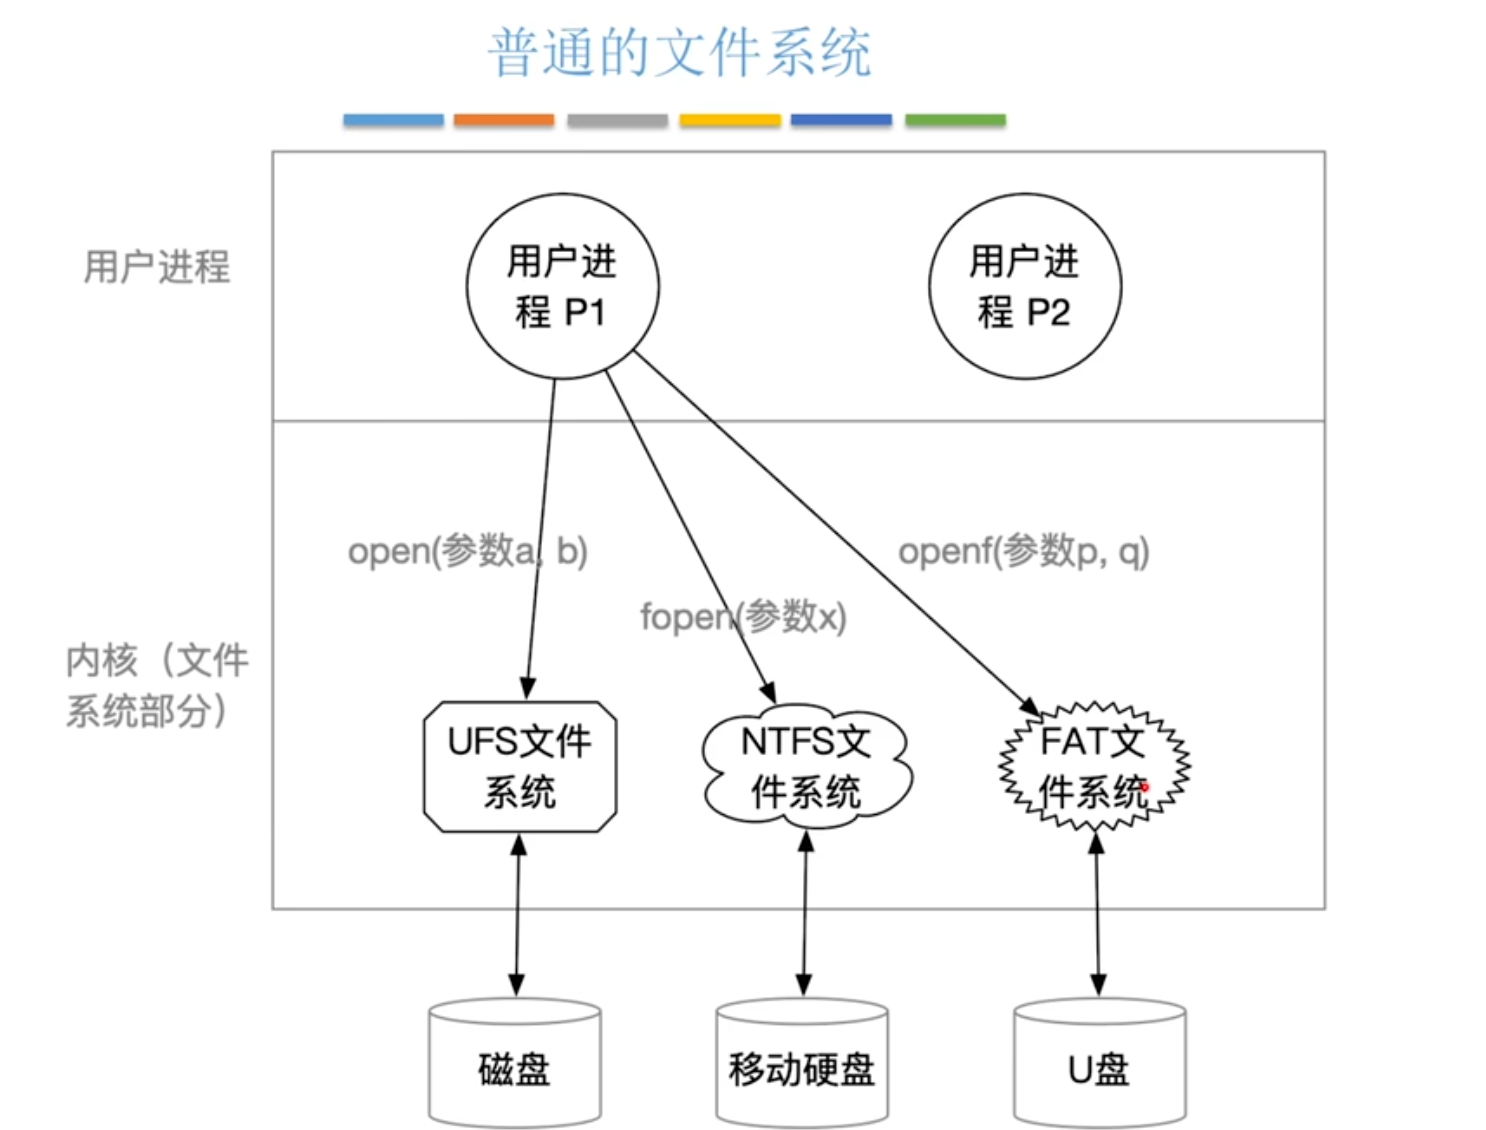 普通的文件系统
用户进程
用户进
程 P1
用户进
程 P2
open(参数a, b)
openf(参数p, q)
fopen(参数x)
内核（文件
系统部分）
UFS文件
系统
NTFS文
件系统
FAT文
件系统
磁盘
移动硬盘
U盘